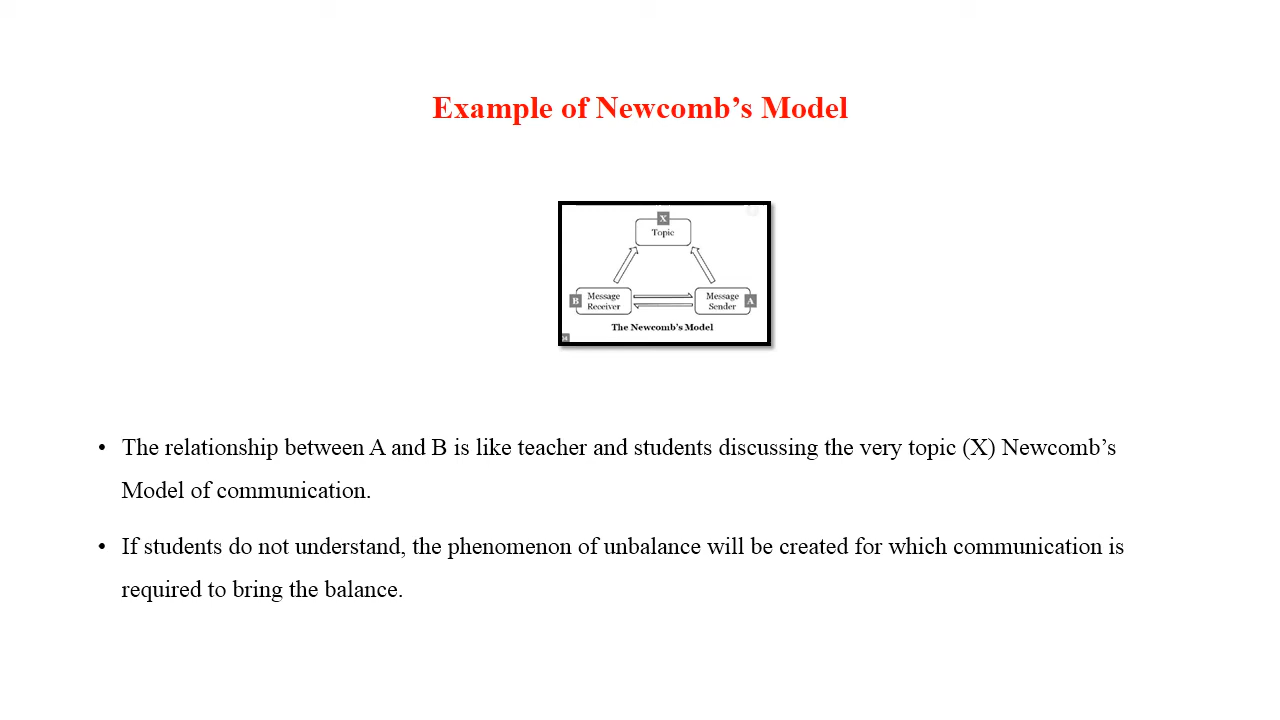 Example of Newcomb’s Model
X
Topic
B
Message
Receiver
Message
Sender
A
The Newcomb's Model
• The relationship between A and B is like teacher and students discussing the very topic (X) Newcomb’s
Model of communication.
• If students do not understand, the phenomenon of unbalance will be created for which communication is
required to bring the balance.